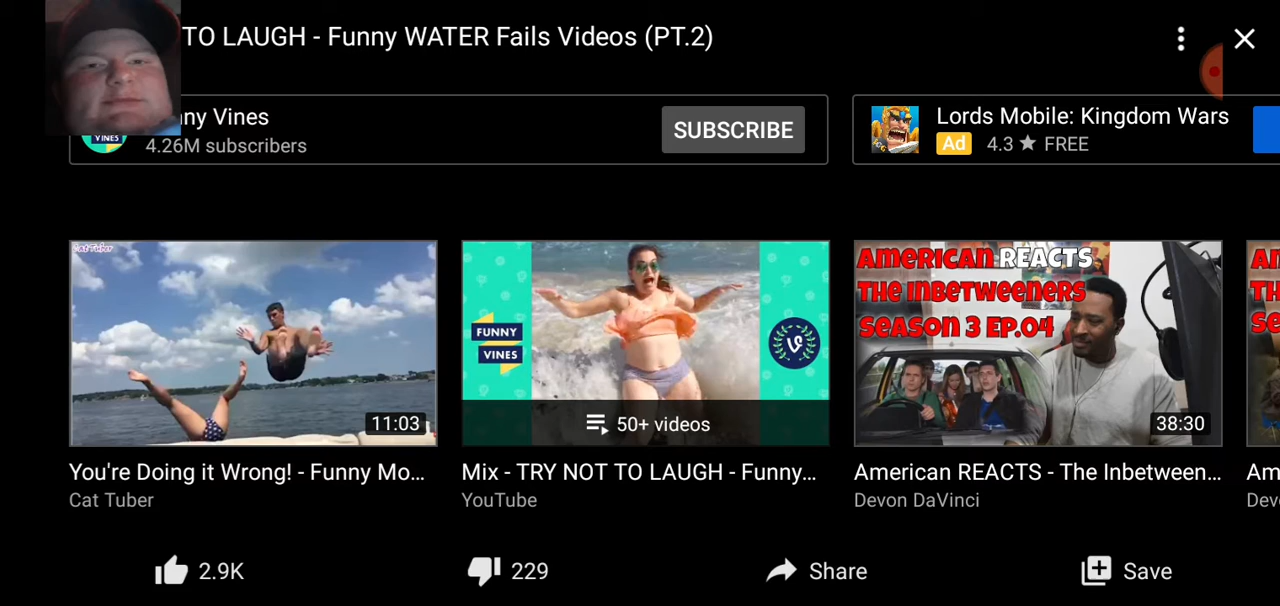 TO LAUGH - Funny WATER Fails Videos (PT.2)
ny Vines
VINES
4.26M subscribers
SUBSCRIBE
Lords Mobile: Kingdom Wars
Ad 4.3 ★ FREE
Cat Tuber
11:03
FUNNY
VINES
50+ videos
AMERICAN REACTS
THE INBETWEENERS
SEASON 3 EP.04
38:30
You're Doing it Wrong! - Funny Mo...
Cat Tuber
Mix - TRY NOT TO LAUGH - Funny...
YouTube
American REACTS - The Inbetween...
Devon DaVinci
2.9K
229
Share
Save